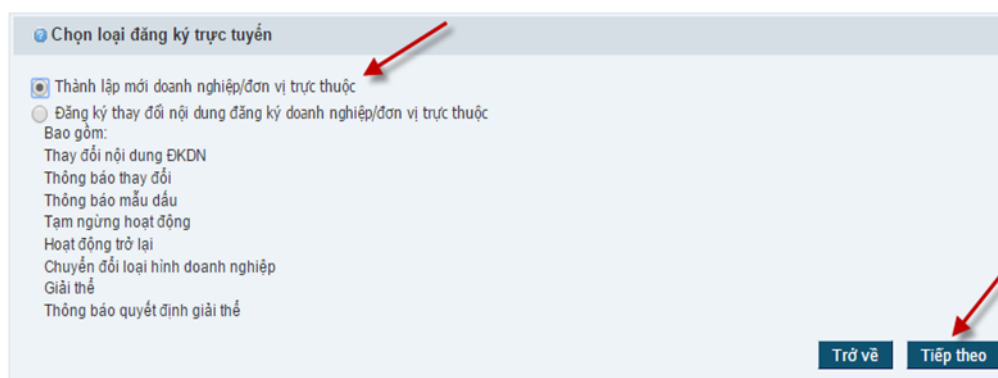 Chọn loại đăng ký trực tuyến
Thành lập mới doanh nghiệp/đơn vị trực thuộc
Đăng ký thay đổi nội dung đăng ký doanh nghiệp/đơn vị trực thuộc
Bao gồm:
Thay đổi nội dung ĐKDN
Thông báo thay đổi
Thông báo mẫu dấu
Tạm ngừng hoạt động
Hoạt động trở lại
Chuyển đổi loại hình doanh nghiệp
Giải thể
Thông báo quyết định giải thể
Trở về Tiếp theo